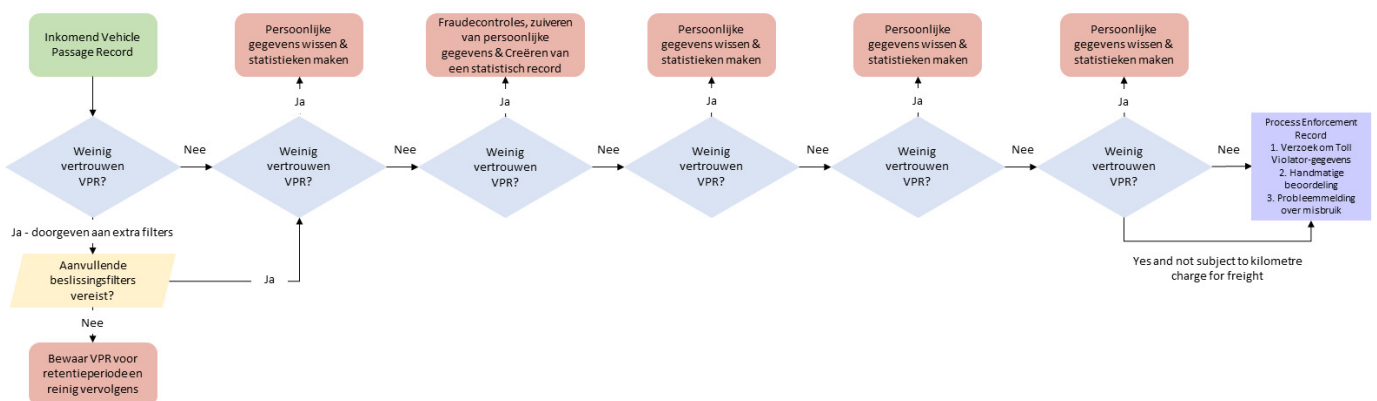 Inkomend Vehicle
Passage Record
Persoonlijke
gegevens wissen &
statistieken maken
Fraudecontroles, zuiveren
van persoonlijke
gegevens & Creëren van
een statistisch record
Persoonlijke
gegevens wissen &
statistieken maken
Persoonlijke
gegevens wissen &
statistieken maken
Persoonlijke
gegevens wissen &
statistieken maken
Ja
Ja
Ja
Ja
Ja
Weinig
vertrouwen
VPR?
Nee
Weinig
vertrouwen
VPR?
Nee
Weinig
vertrouwen
VPR?
Nee
Weinig
vertrouwen
VPR?
Nee
Weinig
vertrouwen
VPR?
Nee
Weinig
vertrouwen
VPR?
Nee
Process Enforcement
Record
1. Verzoek om Toll
Violator-gegevens
2. Handmatige
beoordeling
3. Probleemmelding
over misbruik
Ja - doorgeven aan extra filters
Aanvullende
beslissingsfilters
vereist?
Ja
Yes and not subject to kilometre
charge for freight
Nee
Bewaar VPR voor
retentieperiode en
reinig vervolgens